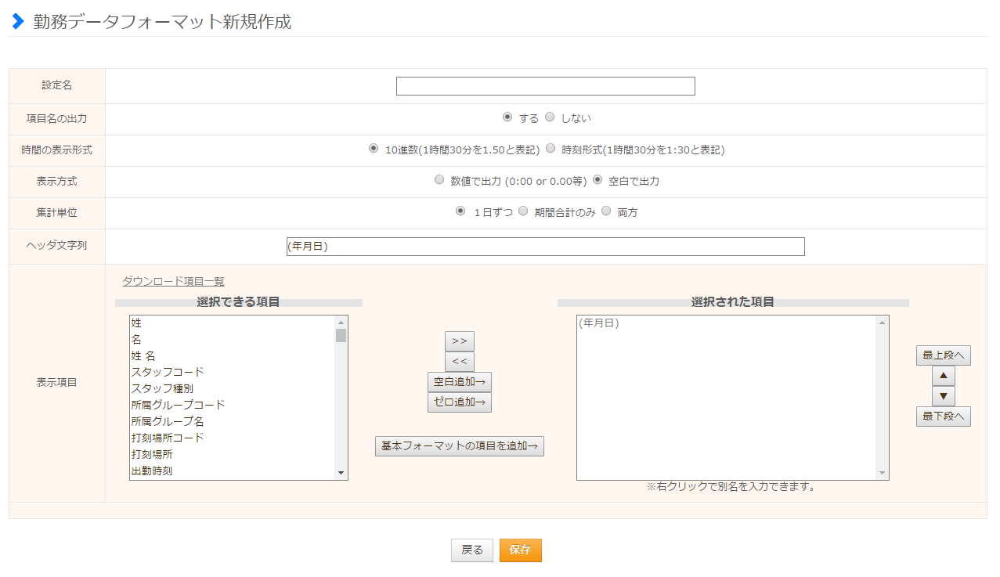 勤務データフォーマット新規作成
設定名
項目名の出力 する しない
時間の表示形式 10進数(1時間30分を1.50と表記) 時刻形式(1時間30分を1:30と表記)
表示方式 数値で出力 (0:00 or 0.00等) 空白で出力
集計単位 1日ずつ 期間合計のみ 両方
ヘッダ文字列 (年月日)
表示項目
ダウンロード項目一覧
選択できる項目
姓
名
姓 名
スタッフコード
スタッフ種別
所属グループコード
所属グループ名
打刻場所コード
打刻場所
出勤時刻
>>
<<
空白追加→
ゼロ追加→
基本フォーマットの項目を追加→
選択された項目
(年月日)
※右クリックで別名を入力できます。
最上段へ
▲
▼
最下段へ
戻る 保存